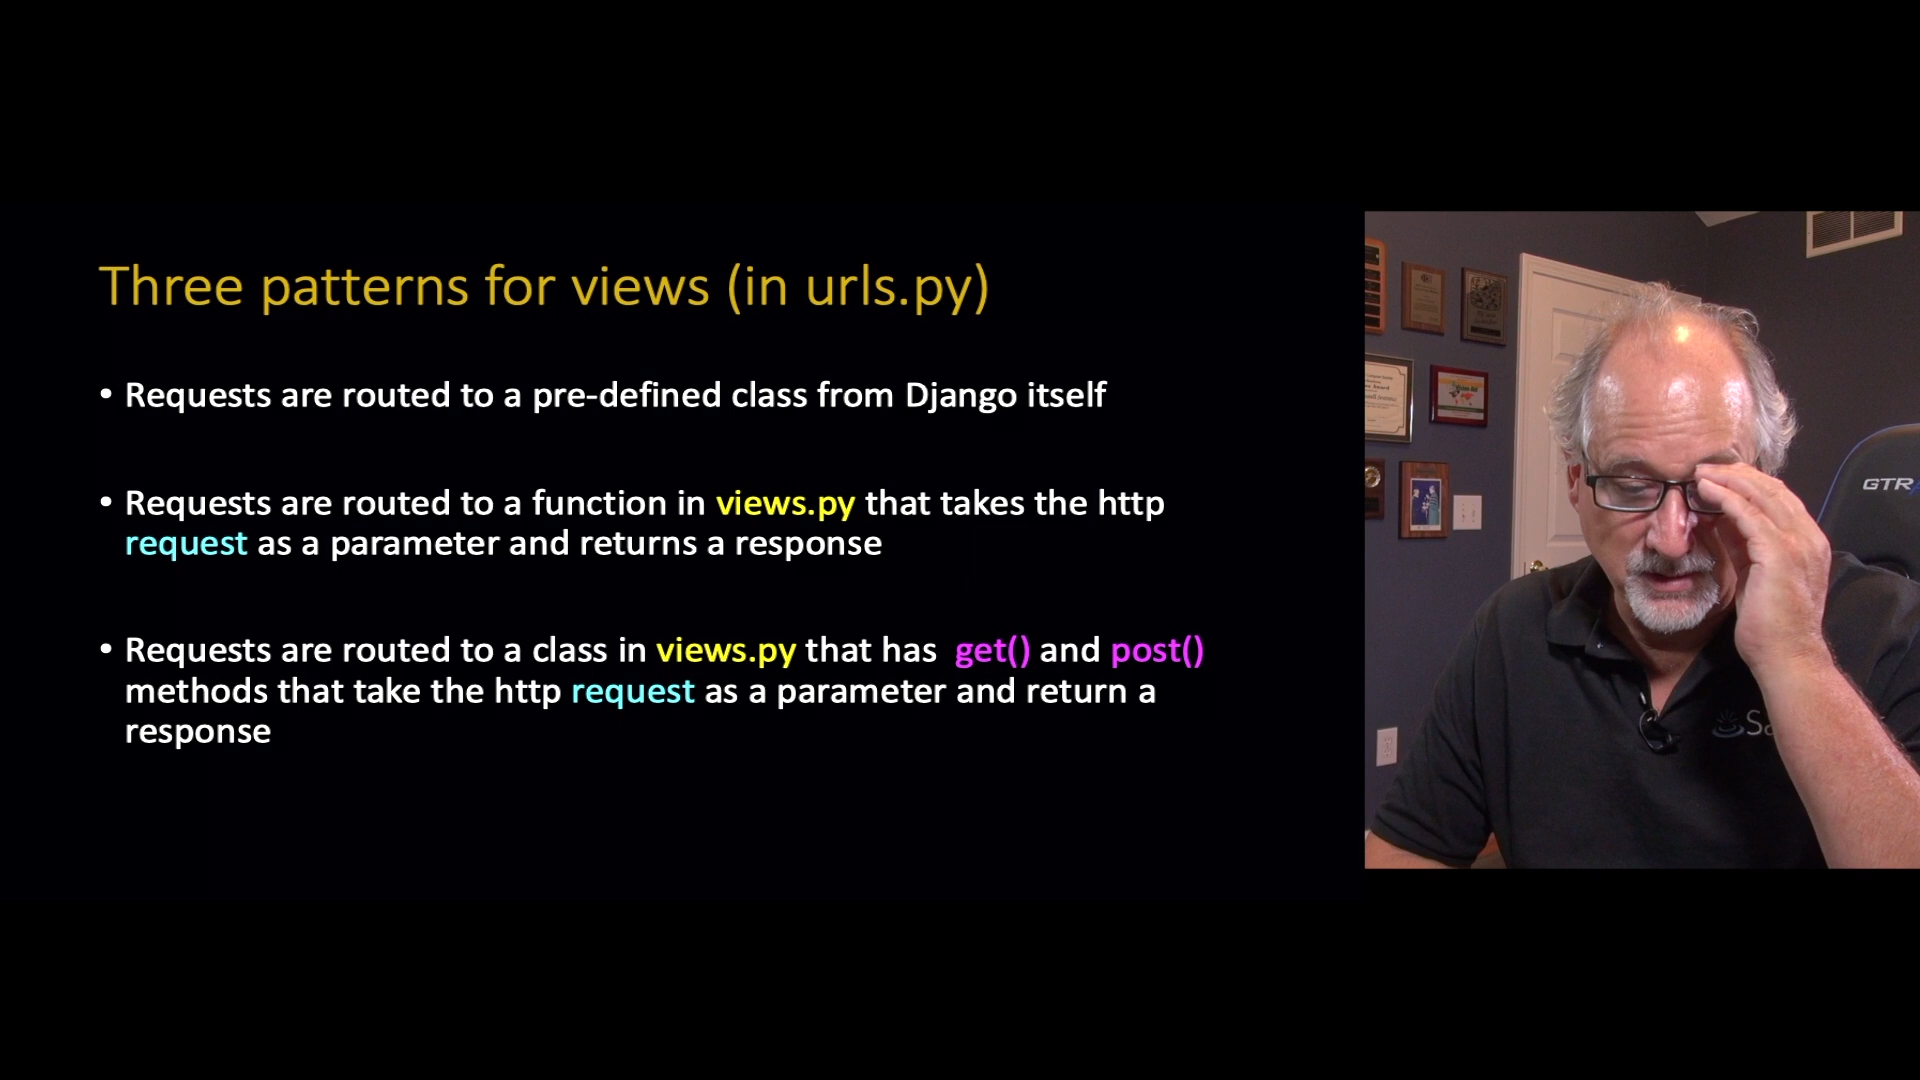 Three patterns for views (in urls.py)
• Requests are routed to a pre-defined class from Django itself
• Requests are routed to a function in views.py that takes the http
request as a parameter and returns a response
• Requests are routed to a class in views.py that has get() and post()
methods that take the http request as a parameter and return a
response
GTR